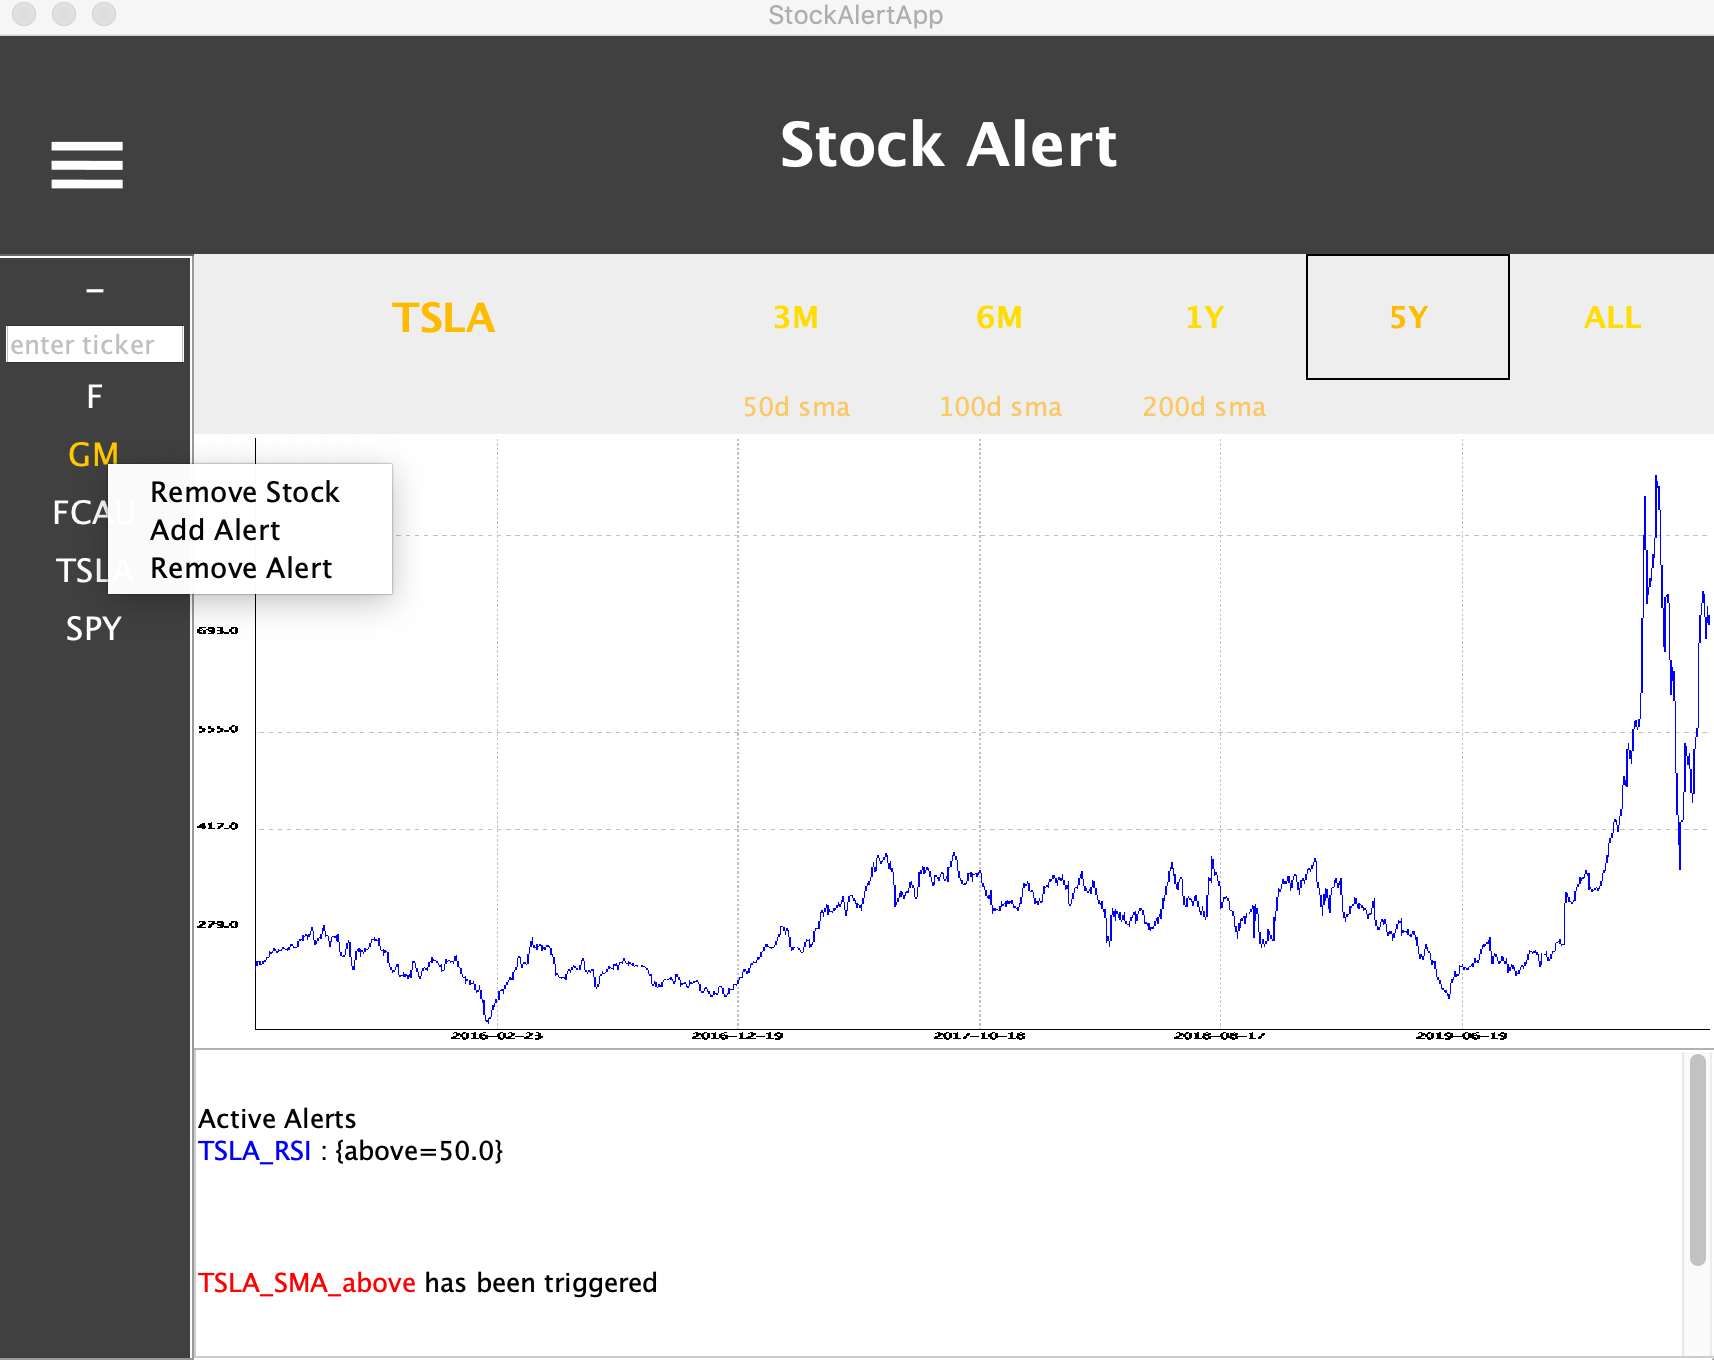 StockAlertApp
Stock Alert
–
enter ticker
F
GM
FCAU
TSLA
SPY
Remove Stock
Add Alert
Remove Alert
TSLA
3M
6M
1Y
5Y
ALL
50d sma
100d sma
200d sma
693.0
555.0
417.0
279.0
2016-02-23
2016-12-19
2017-10-16
2018-08-17
2019-06-19
Active Alerts
TSLA_RSI : {above=50.0}
TSLA_SMA_above has been triggered